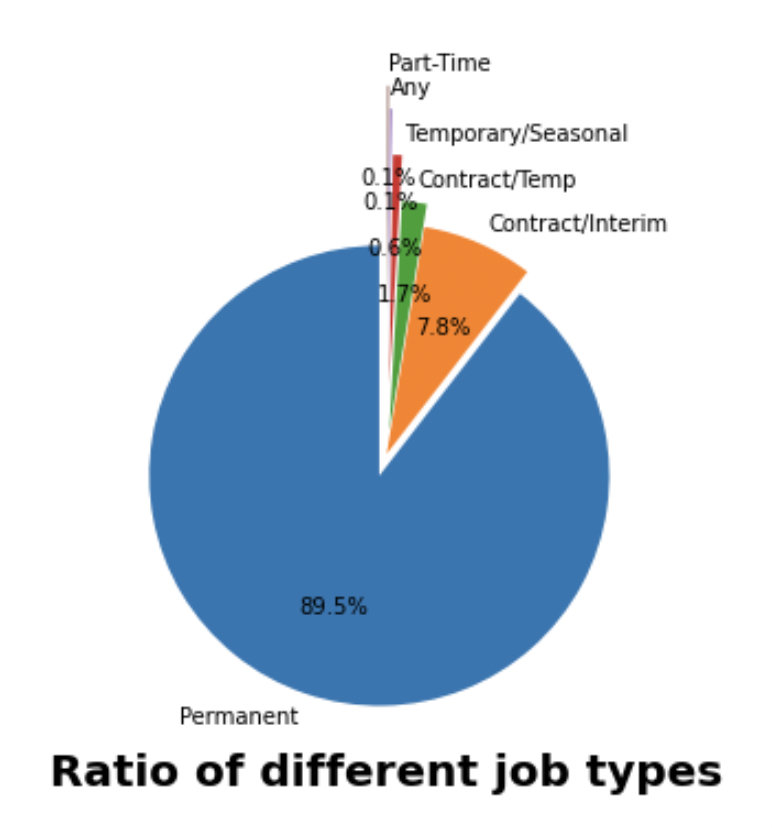 Part-Time
Any
Temporary/Seasonal
0.1%
Contract/Temp
0.1%
Contract/Interim
0.6%
1.7%
7.8%
89.5%
Permanent
Ratio of different job types